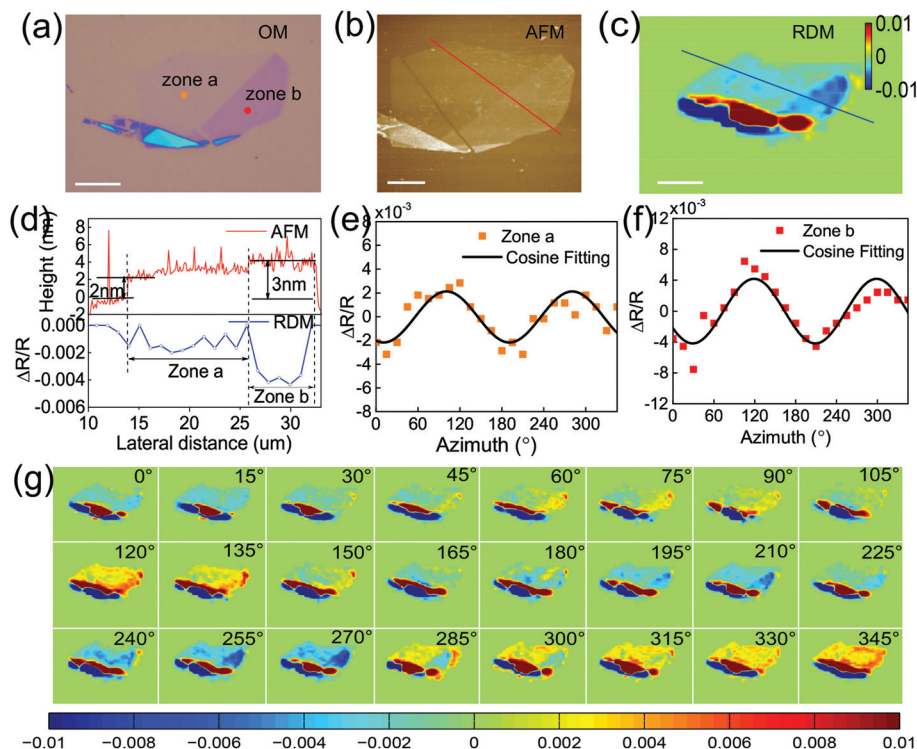 (a) OM
zone a
zone b
(b) AFM
(c) RDM
0.01
0
-0.01
(d)
Height (nm)
8
6
4
2
0
-2
AFM
2nm
3nm
ΔR/R
0.000
-0.002
-0.004
-0.006
RDM
Zone a
Zone b
10 15 20 25 30
Lateral distance (um)
(e)
×10⁻³
8
6
4
2
0
-2
-4
-6
-8
ΔR/R
Zone a
Cosine Fitting
0 60 120 180 240 300
Azimuth (°)
(f)
×10⁻³
12
8
4
0
-4
-8
-12
ΔR/R
Zone b
Cosine Fitting
0 60 120 180 240 300
Azimuth (°)
(g)
0° 15° 30° 45° 60° 75° 90° 105°
120° 135° 150° 165° 180° 195° 210° 225°
240° 255° 270° 285° 300° 315° 330° 345°
−0.01 −0.008 −0.006 −0.004 −0.002 0 0.002 0.004 0.006 0.008 0.01